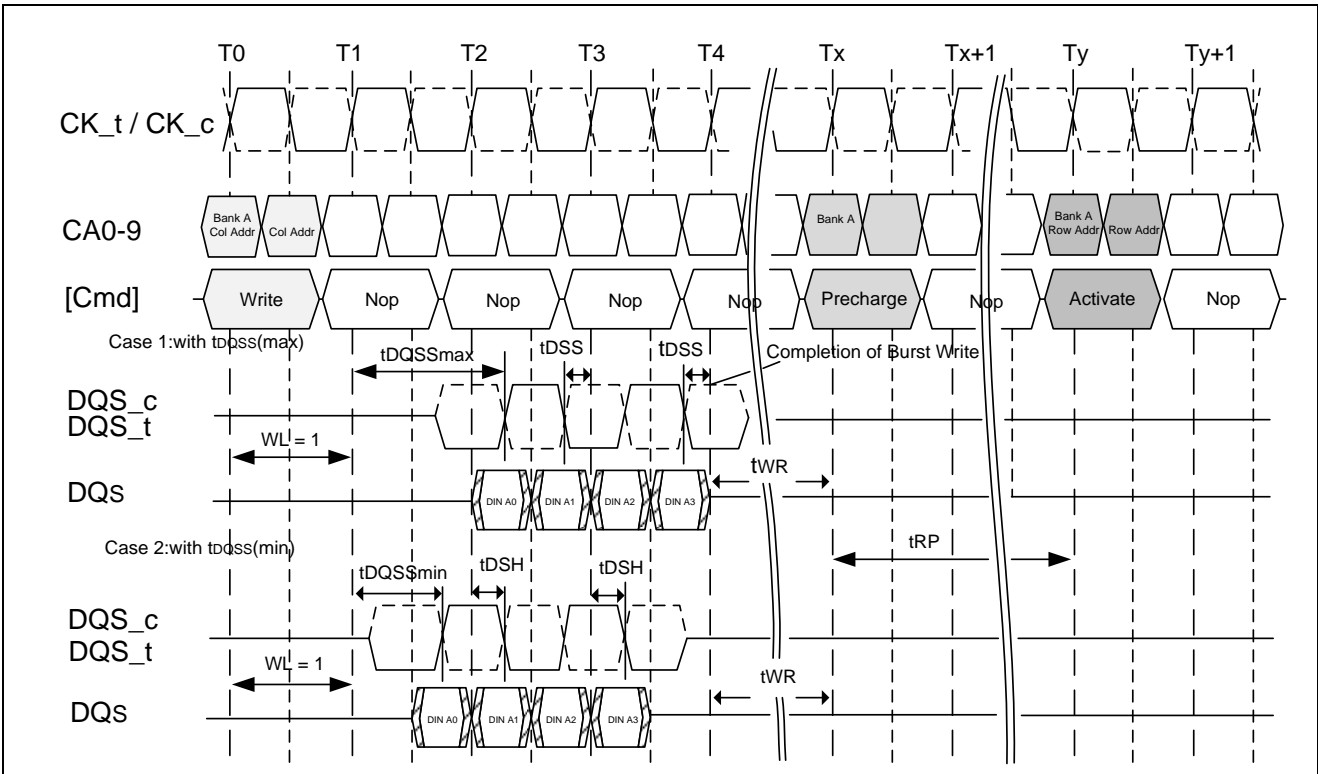 T0 T1 T2 T3 T4 Tx Tx+1 Ty Ty+1
CK_t / CK_c
CA0-9
Bank A
Col Addr
Col Addr
Bank A
Bank A
Row Addr
Row Addr
[Cmd]
Write Nop Nop Nop Nop Precharge Nop Activate Nop
Case 1:with tDQSS(max)
tDQSSmax
tDSS
tDSS
Completion of Burst Write
DQS_c
DQS_t
WL = 1
tWR
DQs
DIN A0 DIN A1 DIN A2 DIN A3
Case 2:with tDQSS(min)
tRP
tDQSSmin
tDSH
tDSH
DQS_c
DQS_t
WL = 1
tWR
DQs
DIN A0 DIN A1 DIN A2 DIN A3